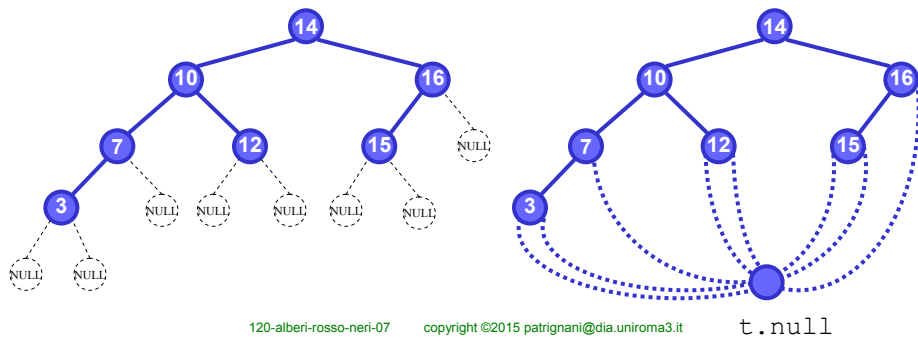 14 14
10 16 10 16
7 12 15 NULL 7 12 15
3 NULL NULL NULL NULL NULL 3
NULL NULL
120-alberi-rosso-neri-07 copyright ©2015 patrignani@dia.uniroma3.it t.null